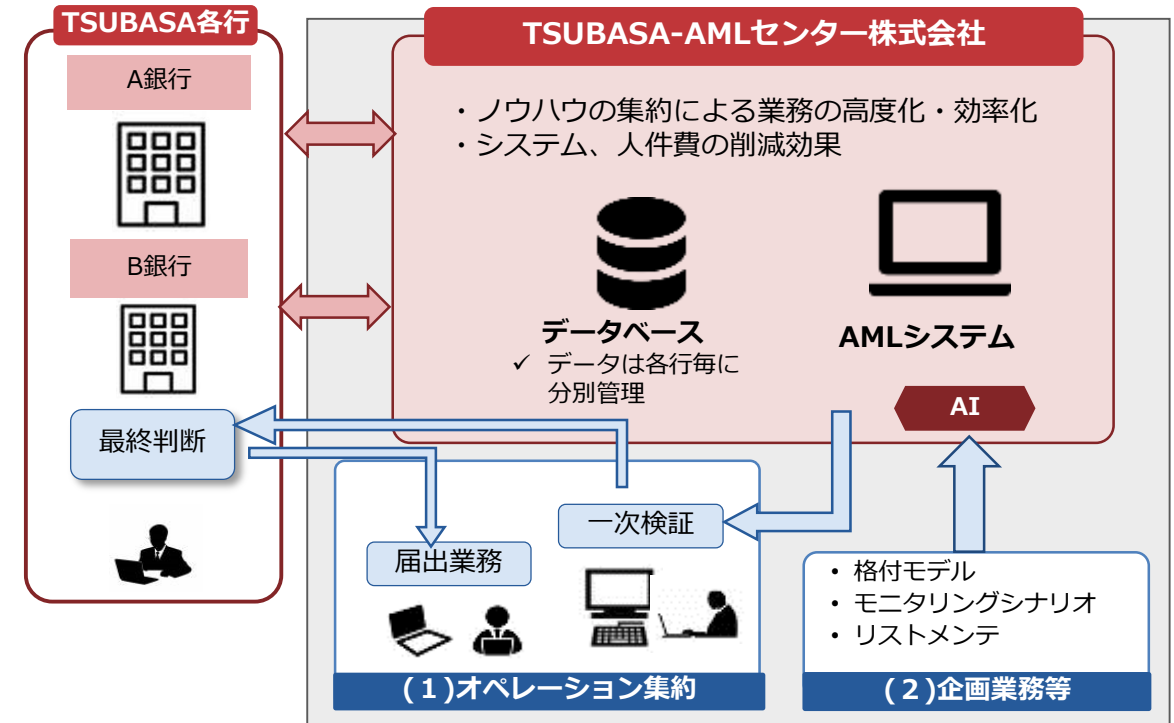 TSUBASA各行
A銀行
B銀行
最終判断
TSUBASA-AMLセンター株式会社
・ノウハウの集約による業務の高度化・効率化
・システム、人件費の削減効果
データベース
✓ データは各行毎に
分別管理
AMLシステム
AI
一次検証
届出業務
(1)オペレーション集約
• 格付モデル
• モニタリングシナリオ
• リストメンテ
(2)企画業務等